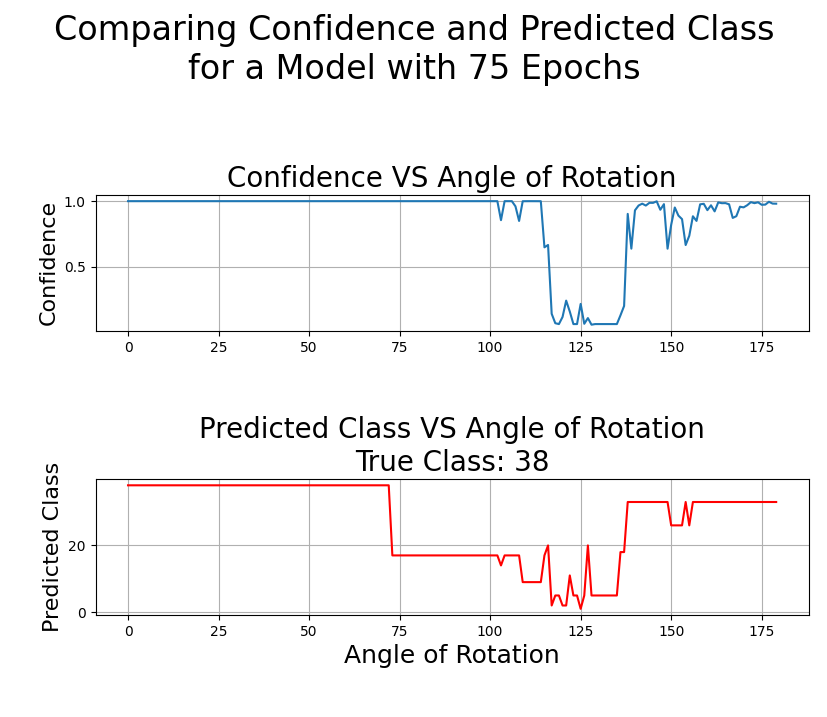 Comparing Confidence and Predicted Class
for a Model with 75 Epochs
Confidence VS Angle of Rotation
Confidence
1.0
0.5
0 25 50 75 100 125 150 175
Predicted Class VS Angle of Rotation
True Class: 38
Predicted Class
20
0
0 25 50 75 100 125 150 175
Angle of Rotation